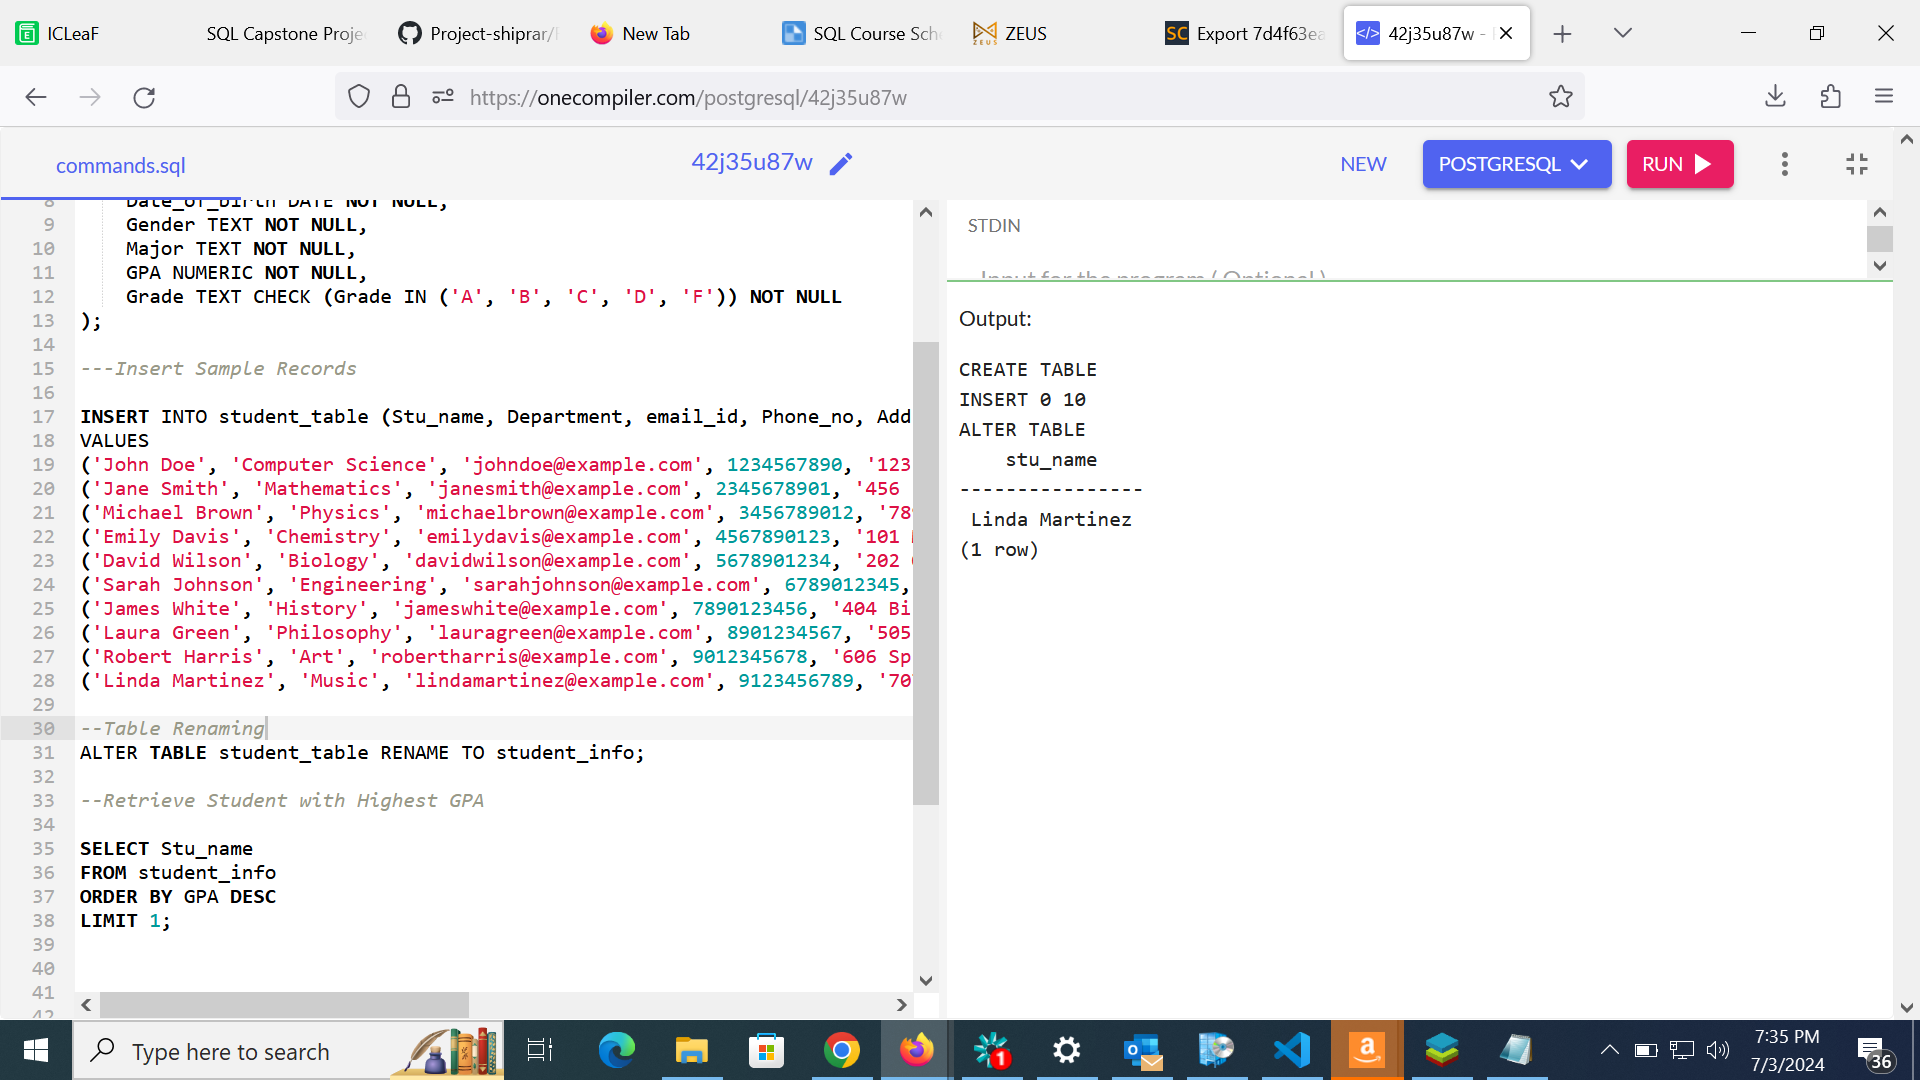 ICLeaF
SQL Capstone Proje
Project-shiprar/
New Tab
SQL Course Sch
ZEUS
Export 7d4f63ea
42j35u87w -
https://onecompiler.com/postgresql/42j35u87w
commands.sql
42j35u87w
NEW
POSTGRESQL
RUN
8 Date_of_birth DATE NOT NULL,
9 Gender TEXT NOT NULL,
10 Major TEXT NOT NULL,
11 GPA NUMERIC NOT NULL,
12 Grade TEXT CHECK (Grade IN ('A', 'B', 'C', 'D', 'F')) NOT NULL
13 );
14
15 ---Insert Sample Records
16
17 INSERT INTO student_table (Stu_name, Department, email_id, Phone_no, Add
18 VALUES
19 ('John Doe', 'Computer Science', 'johndoe@example.com', 1234567890, '123
20 ('Jane Smith', 'Mathematics', 'janesmith@example.com', 2345678901, '456
21 ('Michael Brown', 'Physics', 'michaelbrown@example.com', 3456789012, '789
22 ('Emily Davis', 'Chemistry', 'emilydavis@example.com', 4567890123, '101
23 ('David Wilson', 'Biology', 'davidwilson@example.com', 5678901234, '202
24 ('Sarah Johnson', 'Engineering', 'sarahjohnson@example.com', 6789012345,
25 ('James White', 'History', 'jameswhite@example.com', 7890123456, '404 Bi
26 ('Laura Green', 'Philosophy', 'lauragreen@example.com', 8901234567, '505
27 ('Robert Harris', 'Art', 'robertharris@example.com', 9012345678, '606 Sp
28 ('Linda Martinez', 'Music', 'lindamartinez@example.com', 9123456789, '707
29
30 --Table Renaming
31 ALTER TABLE student_table RENAME TO student_info;
32
33 --Retrieve Student with Highest GPA
34
35 SELECT Stu_name
36 FROM student_info
37 ORDER BY GPA DESC
38 LIMIT 1;
39
40
41
42
STDIN
Input for the program ( Optional )
Output:
CREATE TABLE
INSERT 0 10
ALTER TABLE
stu_name
----------------
Linda Martinez
(1 row)
Type here to search
1
7:35 PM
7/3/2024
36